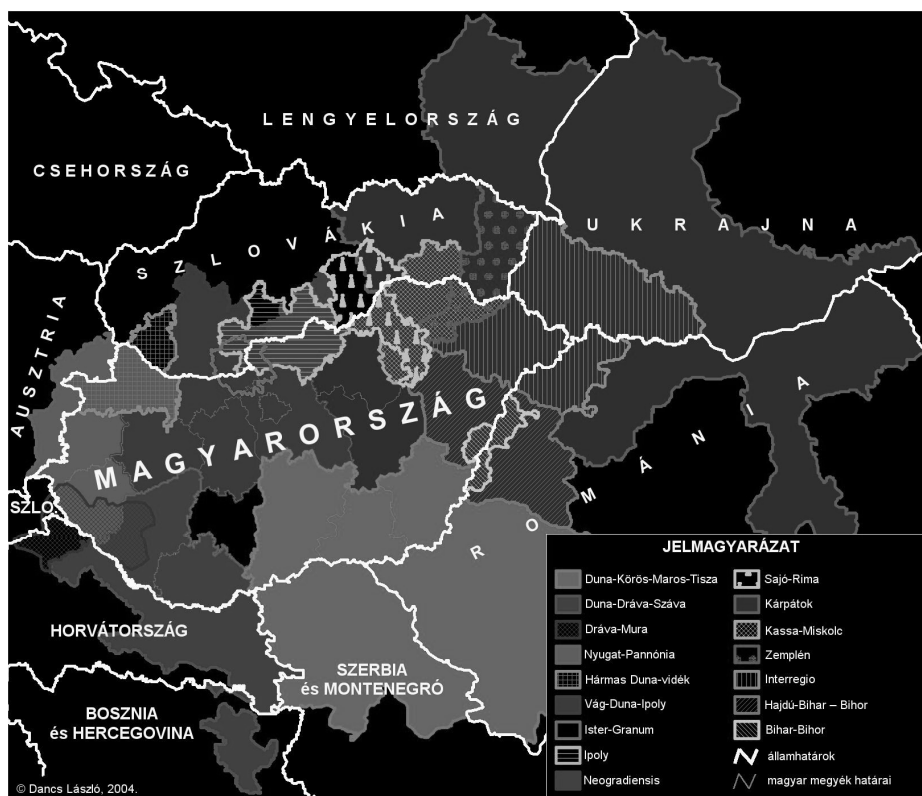 LENGYELORSZÁG
CSEHORSZÁG
UKRAJNA
SZLOVÁKIA
AUSZTRIA
MAGYARORSZÁG
SZLO.
ROMÁNIA
HORVÁTORSZÁG
SZERBIA
és MONTENEGRÓ
BOSZNIA
és HERCEGOVINA
JELMAGYARÁZAT
Duna-Körös-Maros-Tisza
Duna-Dráva-Száva
Dráva-Mura
Nyugat-Pannónia
Hármas Duna-vidék
Vág-Duna-Ipoly
Ister-Granum
Ipoly
Neogradiensis
Sajó-Rima
Kárpátok
Kassa-Miskolc
Zemplén
Interregio
Hajdú-Bihar – Bihor
Bihar-Bihor
államhatárok
magyar megyék határai
© Dancs László, 2004.